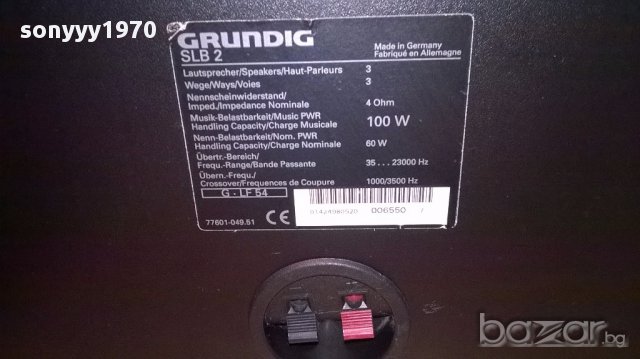 sonyyy1970
GRUNDIG
SLB 2
Made in Germany
Fabriqué en Allemagne
Lautsprecher/Speakers/Haut-Parleurs 3
Wege/Ways/Voies 3
Nennscheinwiderstand/
Imped./Impedance Nominale 4 Ohm
Musik-Belastbarkeit/Music PWR
Handling Capacity/Charge Musicale 100 W
Nenn-Belastbarkeit/Nom. PWR
Handling Capacity/Charge Nominale 60 W
Übertr.-Bereich/
Frequ.-Range/Bande Passante 35...23000 Hz
Übern.-Frequ./
Crossover/Frequences de Coupure 1000/3500 Hz
G - LF 54
77601-049.51 CE
006550
bazar.bg